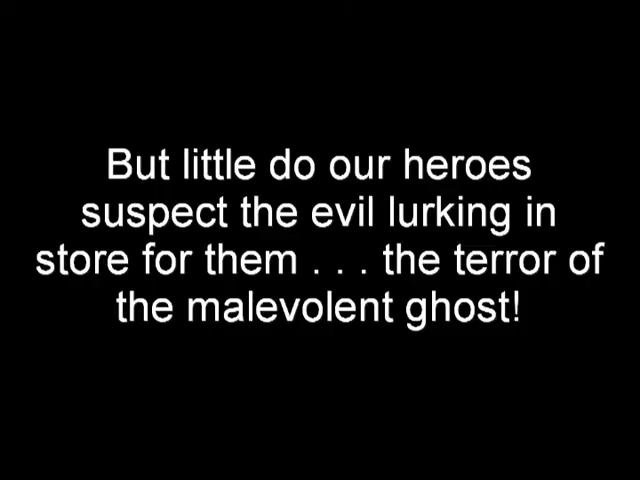 But little do our heroes
suspect the evil lurking in
store for them . . . the terror of
the malevolent ghost!